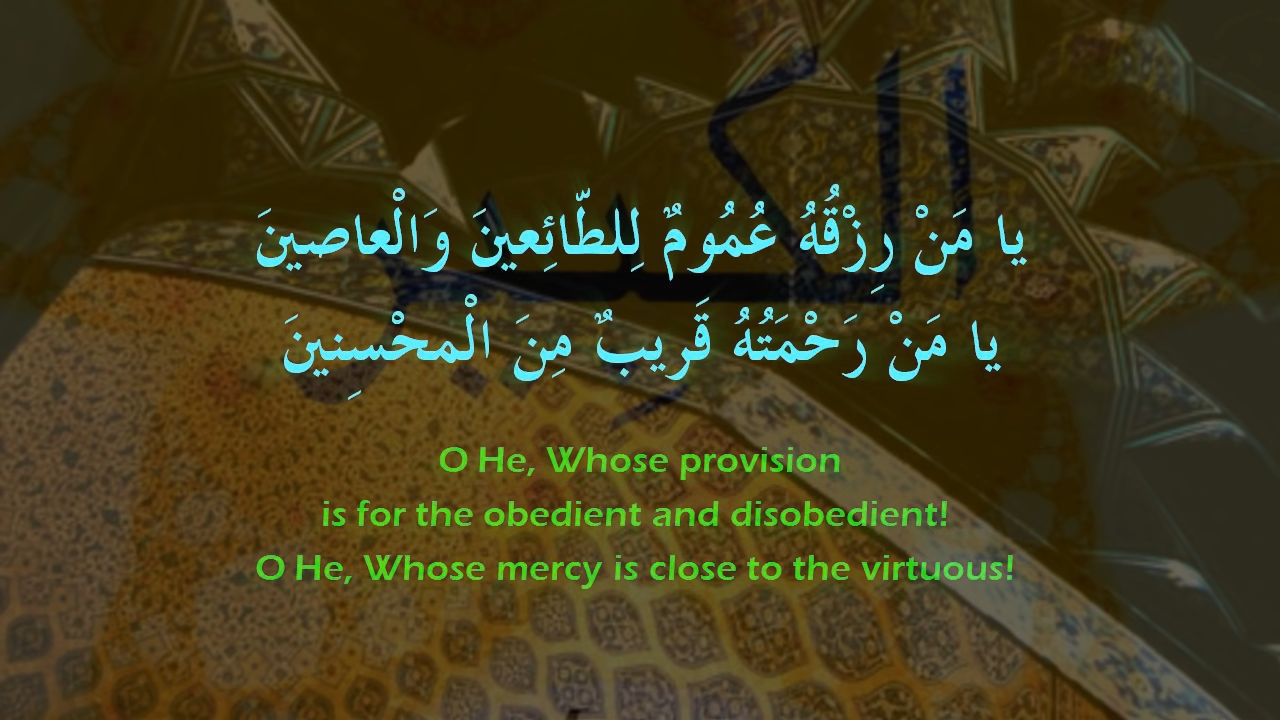 يا مَنْ رِزْقُهُ عُمُومٌ لِلطّائِعينَ وَالْعاصينَ
يا مَنْ رَحْمَتُهُ قَريبٌ مِنَ الْمحْسِنينَ
O He, Whose provision
is for the obedient and disobedient!
O He, Whose mercy is close to the virtuous!